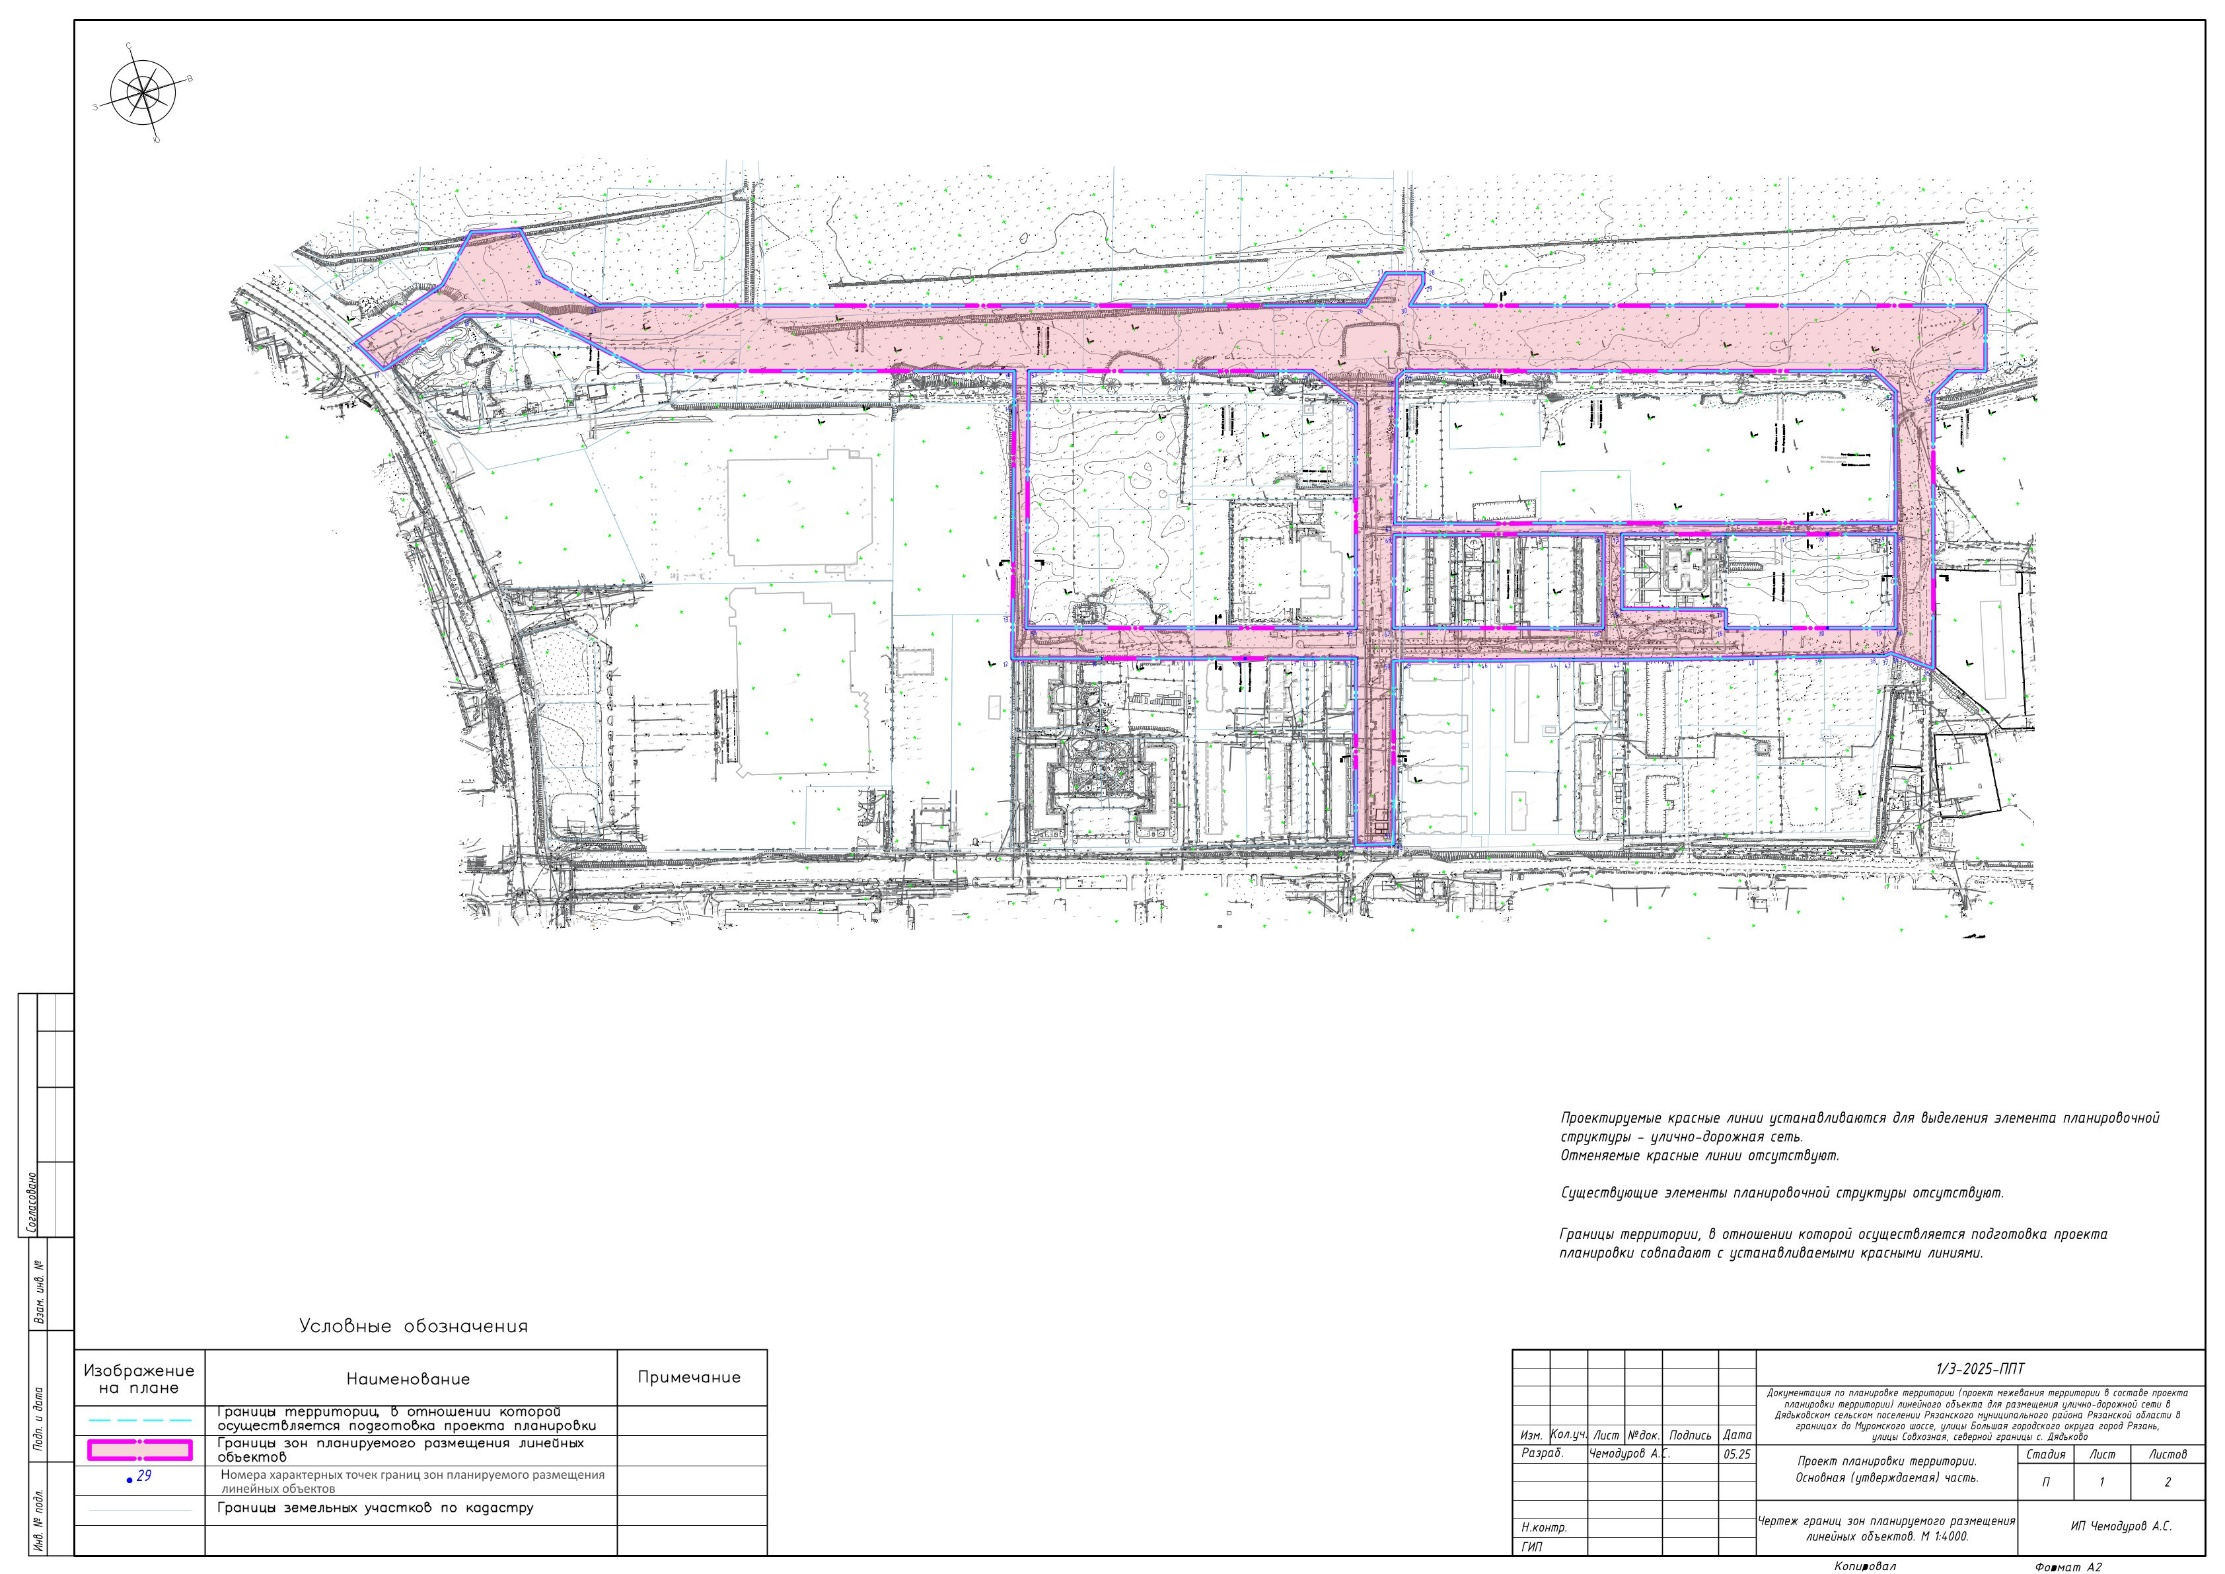 С
В
З
Ю
Проектируемые красные линии устанавливаются для выделения элемента планировочной
структуры - улично-дорожная сеть.
Отменяемые красные линии отсутствуют.
Существующие элементы планировочной структуры отсутствуют.
Границы территории, в отношении которой осуществляется подготовка проекта
планировки совпадают с устанавливаемыми красными линиями.
Согласовано
Взам. инв. №
Подп. и дата
Инв. № подл.
Условные обозначения
Изображение
на плане
Наименование
Примечание
Границы территории, в отношении которой
осуществляется подготовка проекта планировки
Границы зон планируемого размещения линейных
объектов
29
Номера характерных точек границ зон планируемого размещения
линейных объектов
Границы земельных участков по кадастру
1/3-2025-ППТ
Документация по планировке территории (проект межевания территории в составе проекта
планировки территории) линейного объекта для размещения улично-дорожной сети в
Дядьковском сельском поселении Рязанского муниципального района Рязанской области в
границах до Муромского шоссе, улицы Большая городского округа город Рязань,
улицы Совхозная, северной границы с. Дядьково
Изм. Кол.уч. Лист №док. Подпись Дата
Разраб. Чемодуров А.С. 05.25
Н.контр.
ГИП
Проект планировки территории.
Основная (утверждаемая) часть.
Стадия Лист Листов
П 1 2
Чертеж границ зон планируемого размещения
линейных объектов. М 1:4000.
ИП Чемодуров А.С.
Копировал Формат А2